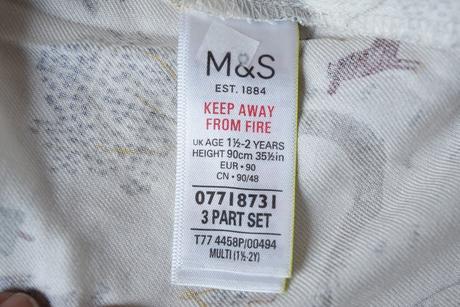 M&S
EST. 1884
KEEP AWAY
FROM FIRE
UK AGE 1½-2 YEARS
HEIGHT 90cm 35½in
EUR • 90
CN • 90/48
07718731
3 PART SET
T77 4458P/00494
MULTI (1½-2Y)